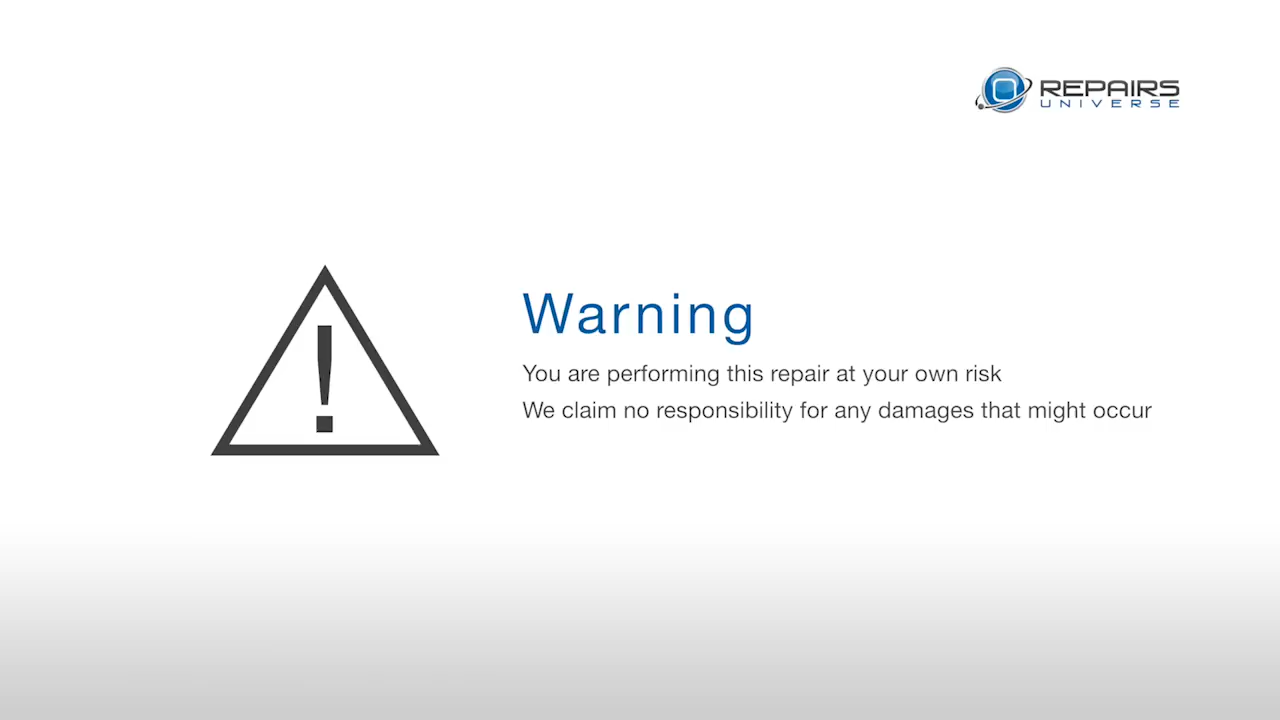 REPAIRS
UNIVERSE
Warning
You are performing this repair at your own risk
We claim no responsibility for any damages that might occur